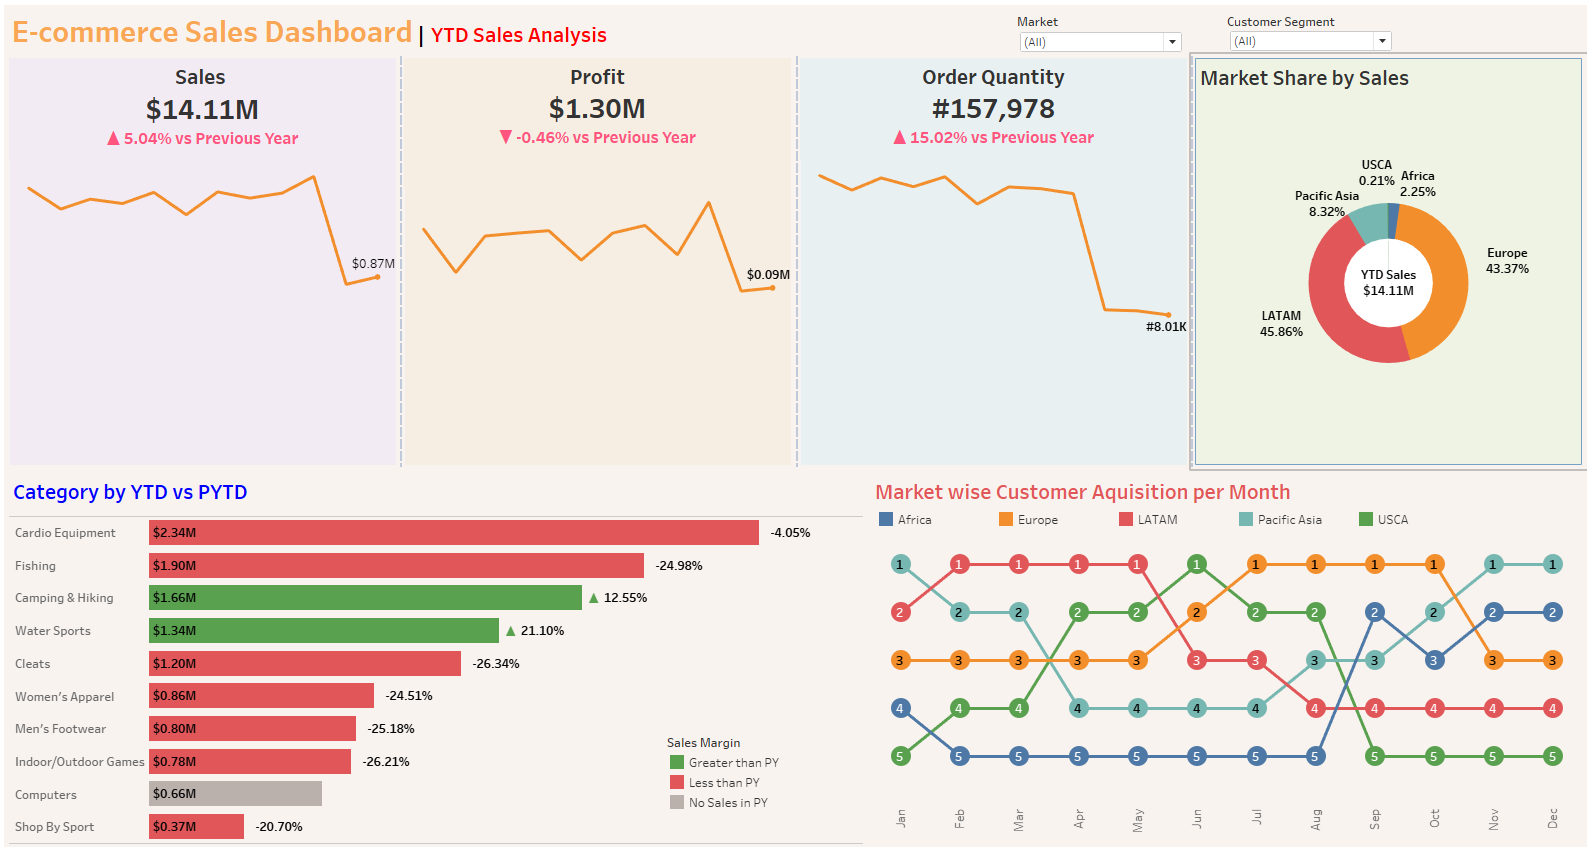 E-commerce Sales Dashboard | YTD Sales Analysis
Market
(All)
Customer Segment
(All)
Sales
$14.11M
▲ 5.04% vs Previous Year
$0.87M
Profit
$1.30M
▼ -0.46% vs Previous Year
$0.09M
Order Quantity
#157,978
▲ 15.02% vs Previous Year
#8.01K
Market Share by Sales
USCA
0.21%
Africa
2.25%
Pacific Asia
8.32%
Europe
43.37%
YTD Sales
$14.11M
LATAM
45.86%
Category by YTD vs PYTD
Cardio Equipment $2.34M -4.05%
Fishing $1.90M -24.98%
Camping & Hiking $1.66M ▲ 12.55%
Water Sports $1.34M ▲ 21.10%
Cleats $1.20M -26.34%
Women's Apparel $0.86M -24.51%
Men's Footwear $0.80M -25.18%
Indoor/Outdoor Games $0.78M -26.21%
Computers $0.66M
Shop By Sport $0.37M -20.70%
Sales Margin
Greater than PY
Less than PY
No Sales in PY
Market wise Customer Aquisition per Month
Africa Europe LATAM Pacific Asia USCA
1 1 1 1 1 1 1 1 1 1 1 1
2 2 2 2 2 2 2 2 2 2 2 2
3 3 3 3 3 3 3 3 3 3 3 3
4 4 4 4 4 4 4 4 4 4 4 4
5 5 5 5 5 5 5 5 5 5 5 5
Jan Feb Mar Apr May Jun Jul Aug Sep Oct Nov Dec